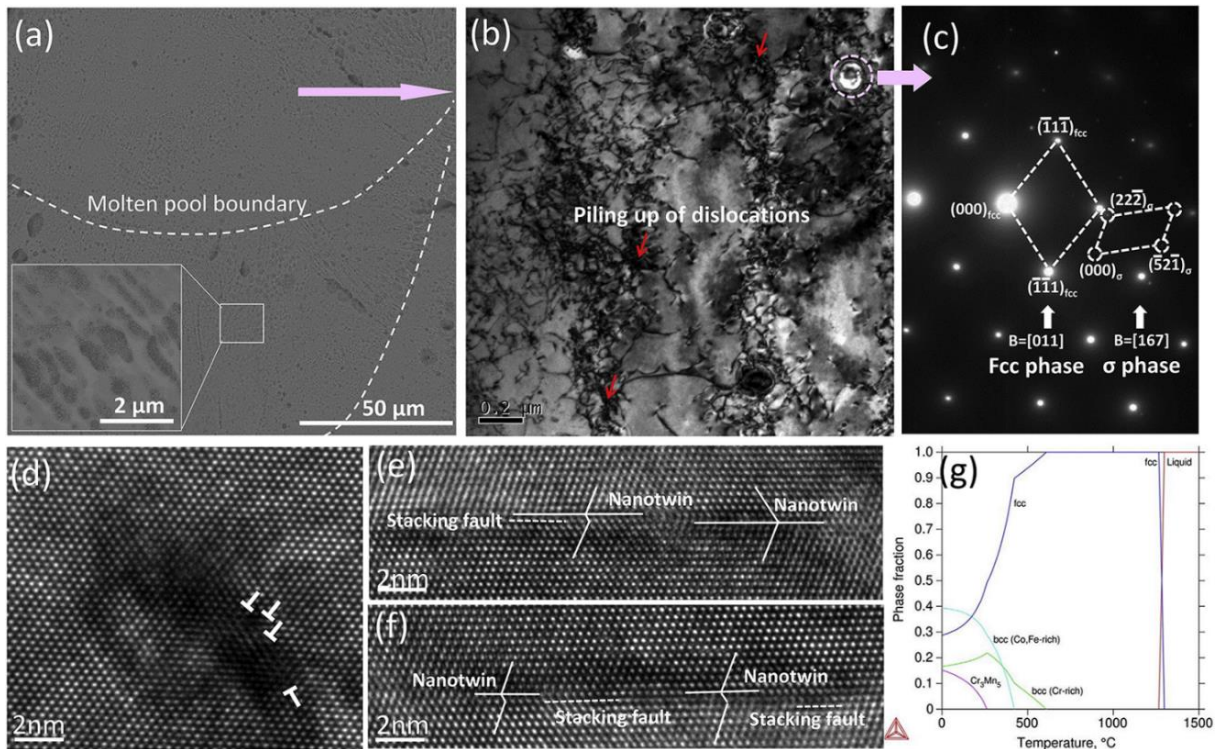 (a)
Molten pool boundary
2 µm
50 µm
(b)
Piling up of dislocations
0.2 µm
(c)
(1̅11̅)fcc
(000)fcc
(222̅)σ
(000)σ
(5̅21̅)σ
(1̅1̅1)fcc
B=[011]
B=[167]
Fcc phase
σ phase
(d)
2nm
(e)
Nanotwin
Nanotwin
Stacking fault
2nm
(f)
Nanotwin
Nanotwin
Stacking fault
Stacking fault
2nm
(g)
1.0
0.9
0.8
0.7
0.6
0.5
0.4
0.3
0.2
0.1
0
Phase fraction
fcc
Liquid
fcc
bcc (Co,Fe-rich)
Cr₃Mn₅
bcc (Cr-rich)
0
500
1000
1500
Temperature, °C